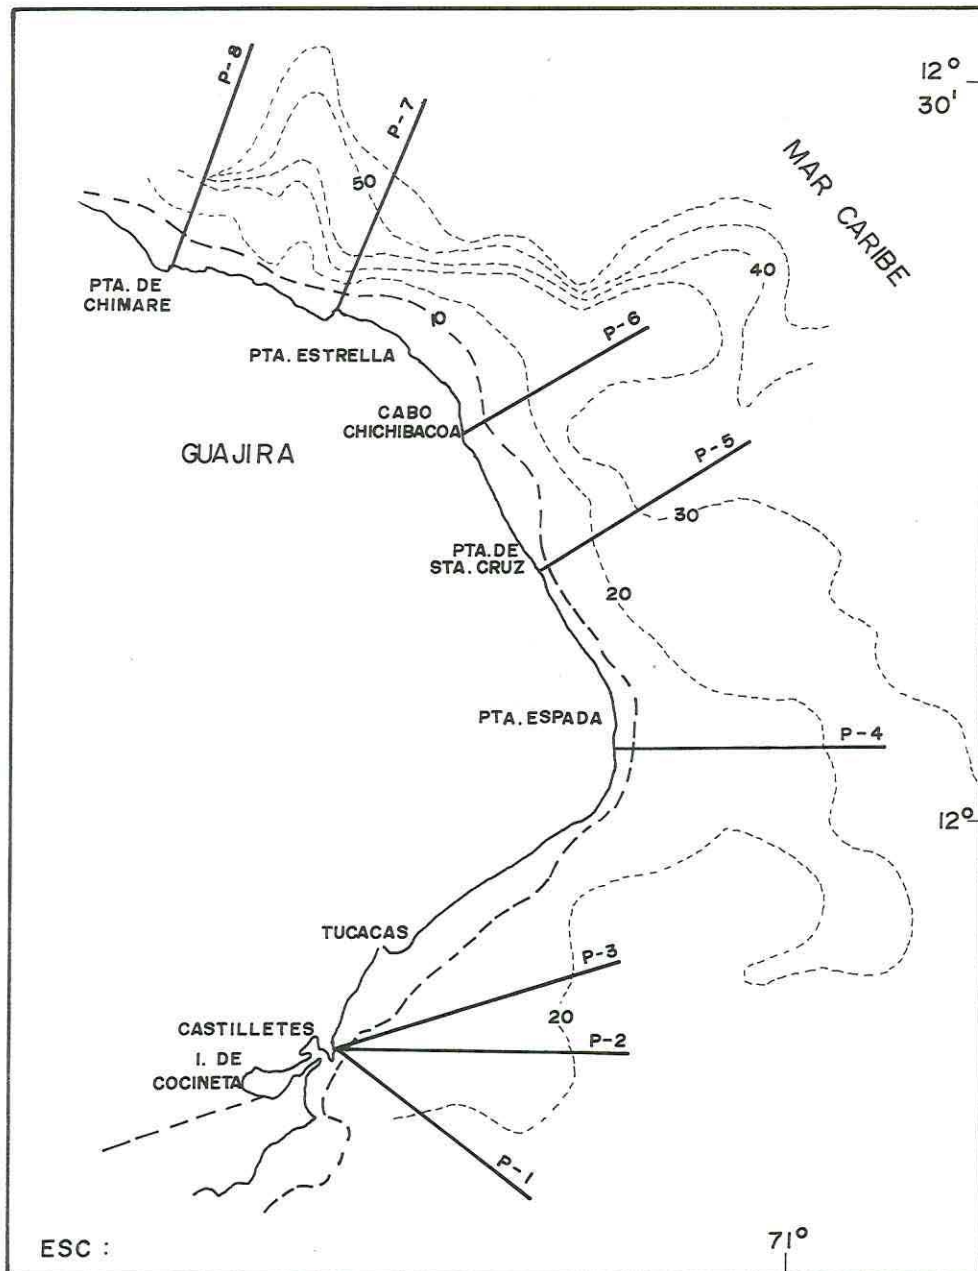 P-8
P-7
12°
30'
MAR CARIBE
50
40
PTA. DE
CHIMARE
10
PTA. ESTRELLA
P-6
CABO
CHICHIBACOA
GUAJIRA
P-5
30
PTA. DE
STA. CRUZ
20
PTA. ESPADA
P-4
12°
TUCACAS
P-3
20
CASTILLETES
P-2
I. DE
COCINETA
P-1
ESC :
71°